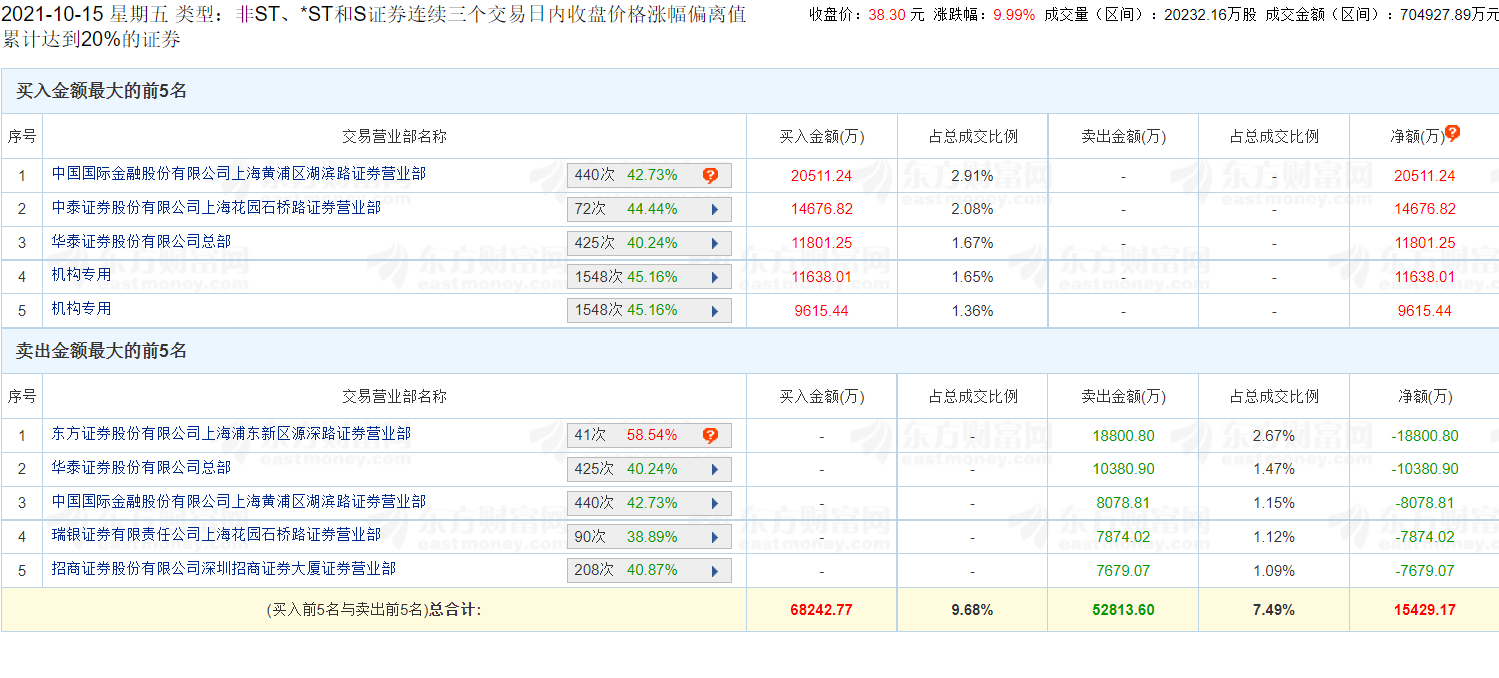 2021-10-15 星期五 类型：非ST、*ST和S证券连续三个交易日内收盘价格涨幅偏离值
累计达到20%的证券
收盘价：38.30 元 涨跌幅：9.99% 成交量（区间）：20232.16万股 成交金额（区间）：704927.89万元
买入金额最大的前5名
序号 交易营业部名称 买入金额(万) 占总成交比例 卖出金额(万) 占总成交比例 净额(万)?
1 中国国际金融股份有限公司上海黄浦区湖滨路证券营业部 440次 42.73% ? 20511.24 2.91% - - 20511.24
2 中泰证券股份有限公司上海花园石桥路证券营业部 72次 44.44% 14676.82 2.08% - - 14676.82
3 华泰证券股份有限公司总部 425次 40.24% 11801.25 1.67% - - 11801.25
4 机构专用 1548次 45.16% 11638.01 1.65% - - 11638.01
5 机构专用 1548次 45.16% 9615.44 1.36% - - 9615.44
卖出金额最大的前5名
序号 交易营业部名称 买入金额(万) 占总成交比例 卖出金额(万) 占总成交比例 净额(万)
1 东方证券股份有限公司上海浦东新区源深路证券营业部 41次 58.54% ? - - 18800.80 2.67% -18800.80
2 华泰证券股份有限公司总部 425次 40.24% - - 10380.90 1.47% -10380.90
3 中国国际金融股份有限公司上海黄浦区湖滨路证券营业部 440次 42.73% - - 8078.81 1.15% -8078.81
4 瑞银证券有限责任公司上海花园石桥路证券营业部 90次 38.89% - - 7874.02 1.12% -7874.02
5 招商证券股份有限公司深圳招商证券大厦证券营业部 208次 40.87% - - 7679.07 1.09% -7679.07
(买入前5名与卖出前5名)总合计: 68242.77 9.68% 52813.60 7.49% 15429.17
东方财富网
eastmoney.com